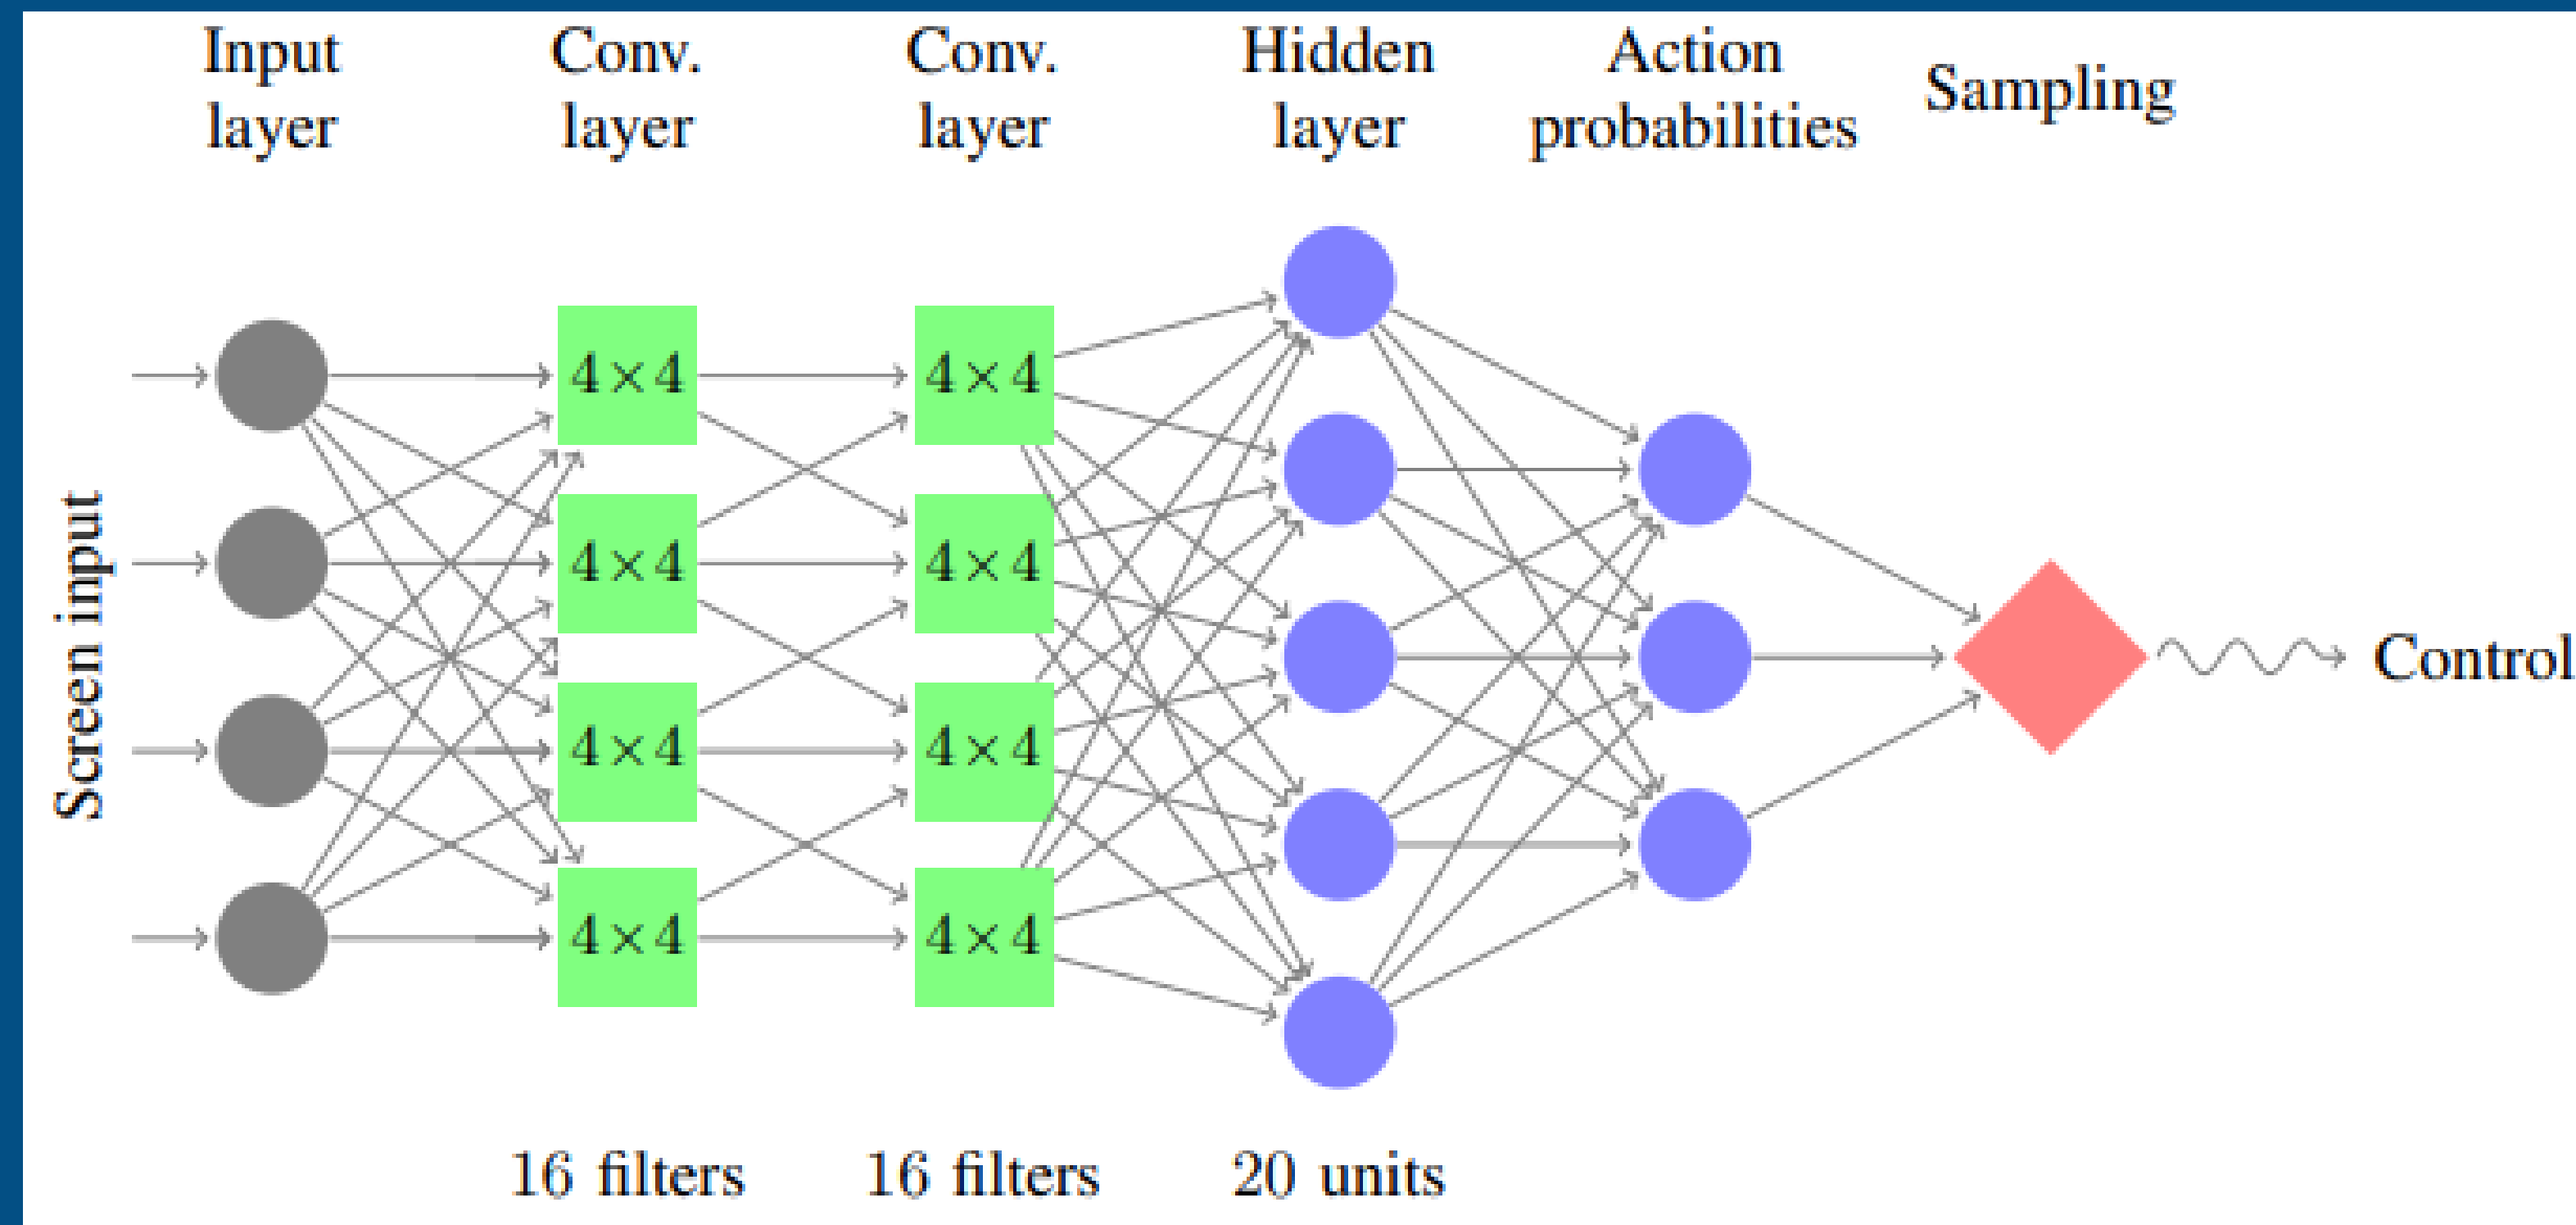 Input
layer
Conv.
layer
Conv.
layer
Hidden
layer
Action
probabilities
Sampling
Screen input
4×4
4×4
4×4
4×4
4×4
4×4
4×4
4×4
Control
16 filters
16 filters
20 units